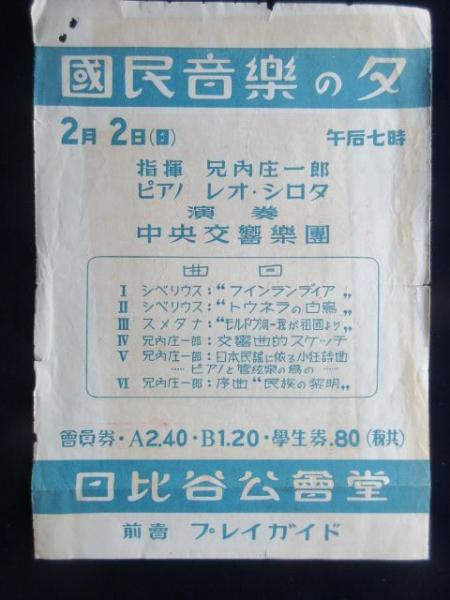 國民音樂の夕
2月2日(日) 午后七時
指揮 兄內庄一郎
ピアノ レオ・シロタ
演奏
中央交響樂團
曲目
I シベリウス:“フインランディア„
II シベリウス:“トウネラの白鳥„
III スメタナ:“モルドウ河-我が祖國より„
IV 兄內庄一郎:交響曲的スケッチ
V 兄內庄一郎:日本民謠に依る小狂詩曲
……ピアノと管絃樂の爲の……
VI 兄內庄一郎:序曲“民族の黎明„
會員券・A2.40・B1.20・學生券.80(稅共)
日比谷公會堂
前賣 プレイガイド